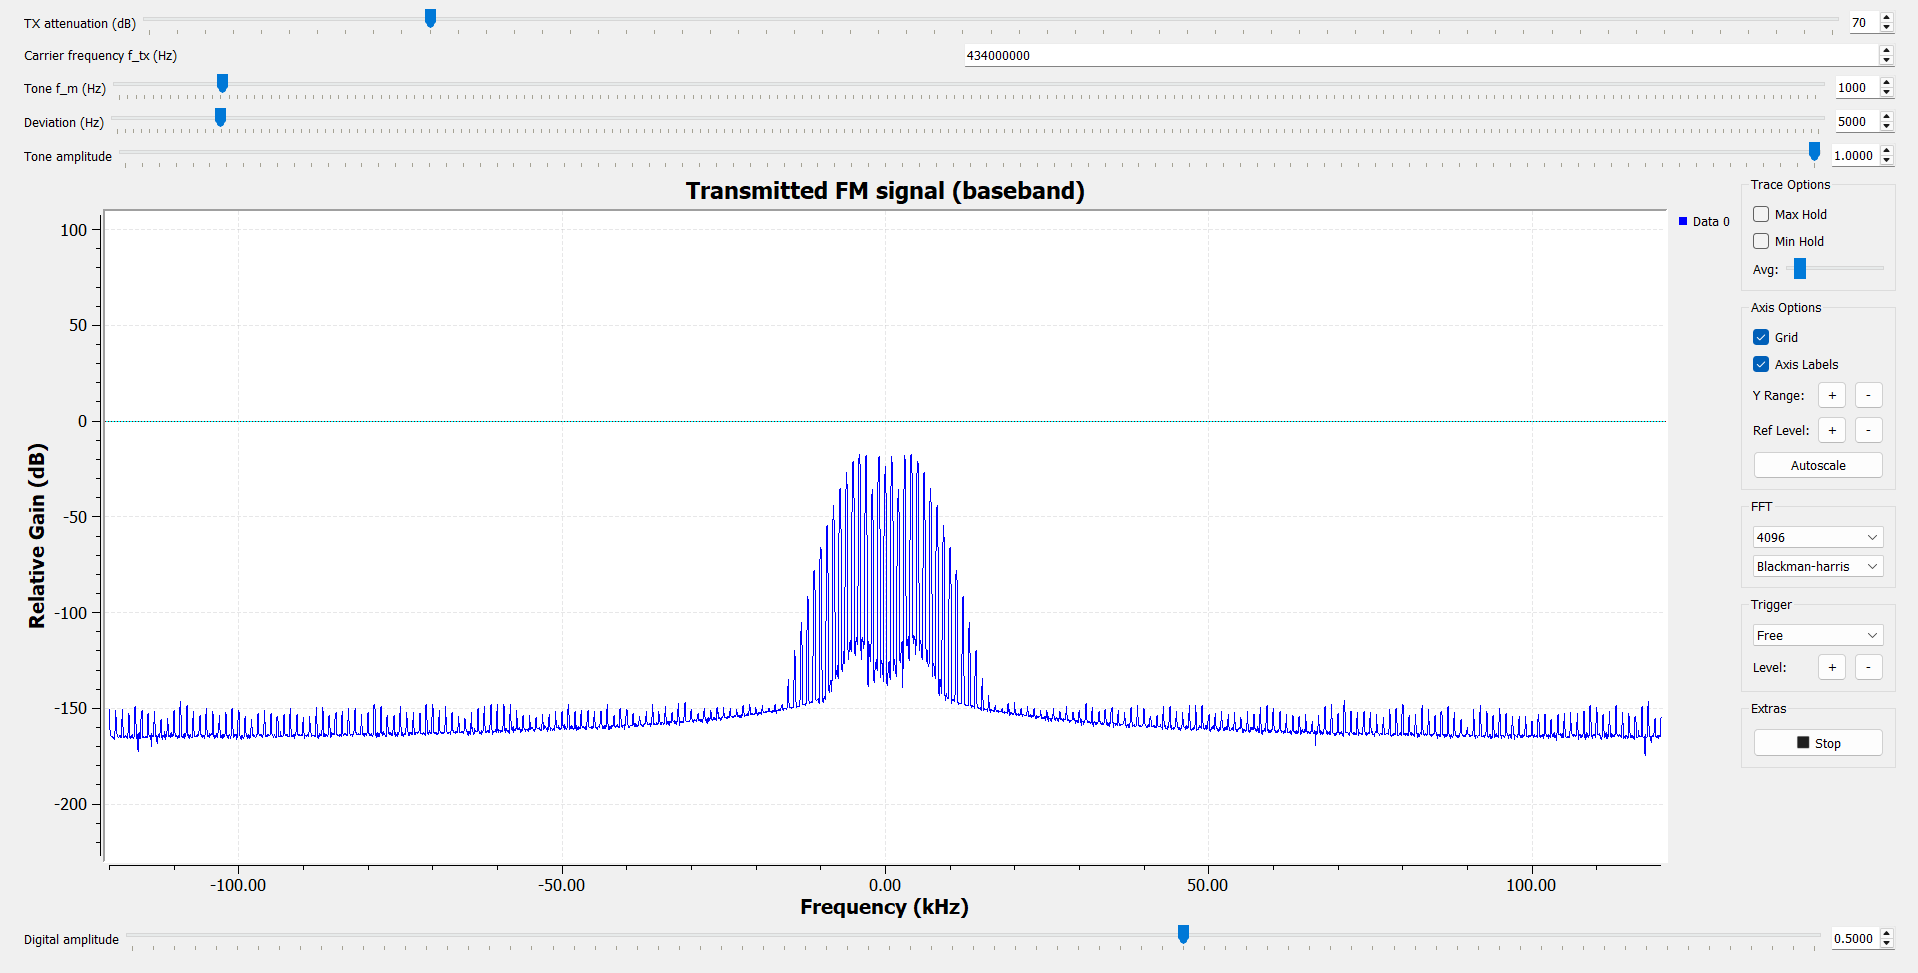 TX attenuation (dB) 70
Carrier frequency f_tx (Hz) 434000000
Tone f_m (Hz) 1000
Deviation (Hz) 5000
Tone amplitude 1.0000
Transmitted FM signal (baseband)
Data 0
100
50
0
-50
-100
-150
-200
Relative Gain (dB)
-100.00 -50.00 0.00 50.00 100.00
Frequency (kHz)
Trace Options
Max Hold
Min Hold
Avg:
Axis Options
Grid
Axis Labels
Y Range: + -
Ref Level: + -
Autoscale
FFT
4096
Blackman-harris
Trigger
Free
Level: + -
Extras
Stop
Digital amplitude 0.5000